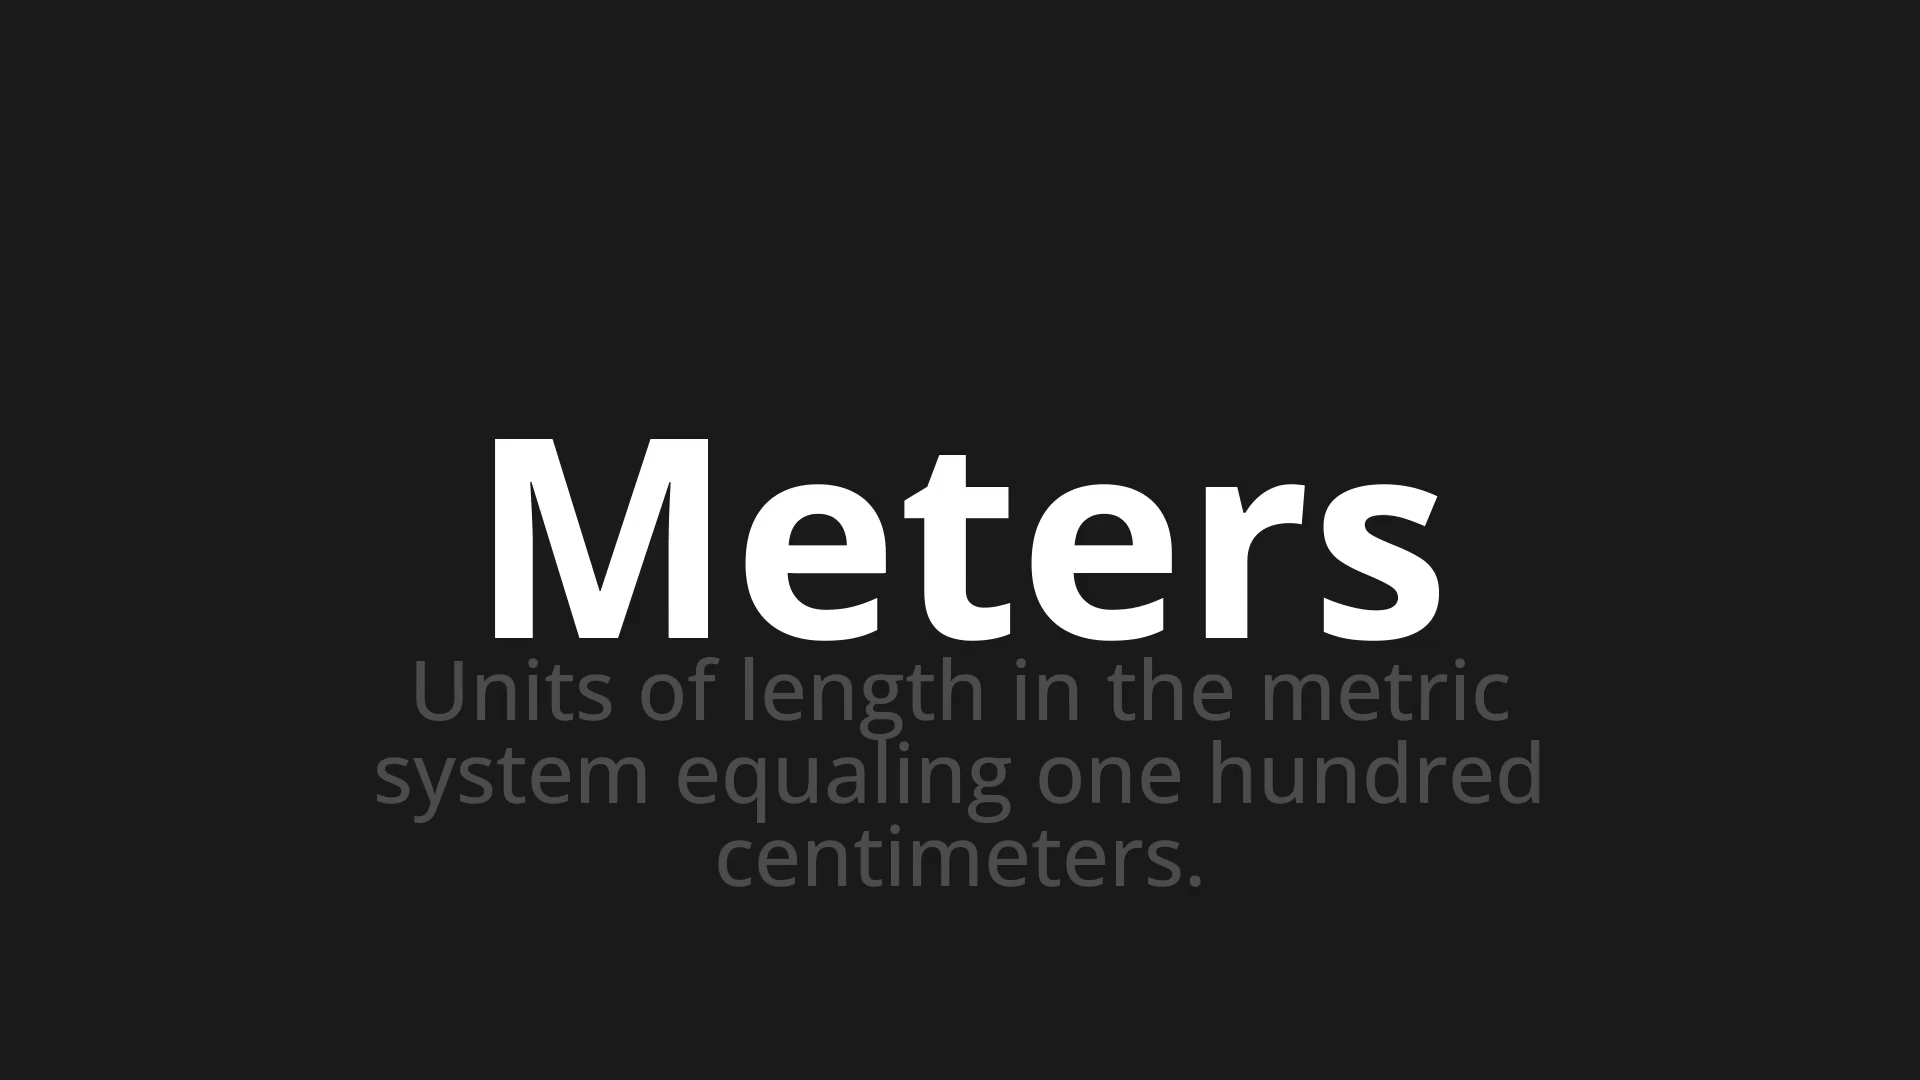 Meters
Units of length in the metric
system equaling one hundred
centimeters.